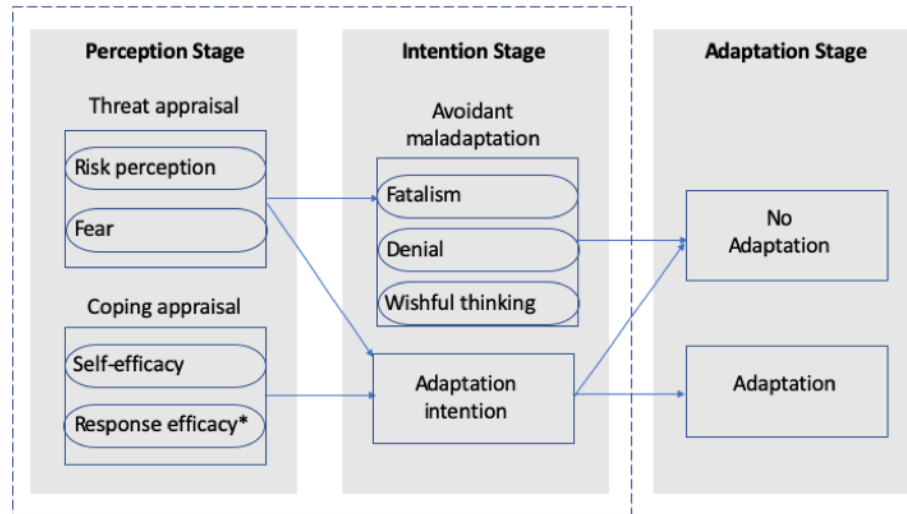 Perception Stage
Threat appraisal
Risk perception
Fear
Coping appraisal
Self-efficacy
Response efficacy*
Intention Stage
Avoidant
maladaptation
Fatalism
Denial
Wishful thinking
Adaptation
intention
Adaptation Stage
No
Adaptation
Adaptation